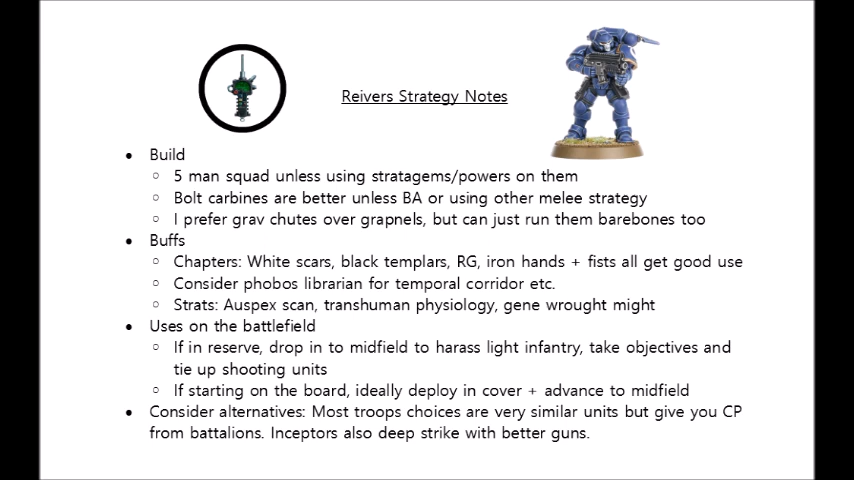 Reivers Strategy Notes
• Build
○ 5 man squad unless using stratagems/powers on them
○ Bolt carbines are better unless BA or using other melee strategy
○ I prefer grav chutes over grapnels, but can just run them barebones too
• Buffs
○ Chapters: White scars, black templars, RG, iron hands + fists all get good use
○ Consider phobos librarian for temporal corridor etc.
○ Strats: Auspex scan, transhuman physiology, gene wrought might
• Uses on the battlefield
○ If in reserve, drop in to midfield to harass light infantry, take objectives and
tie up shooting units
○ If starting on the board, ideally deploy in cover + advance to midfield
• Consider alternatives: Most troops choices are very similar units but give you CP
from battalions. Inceptors also deep strike with better guns.